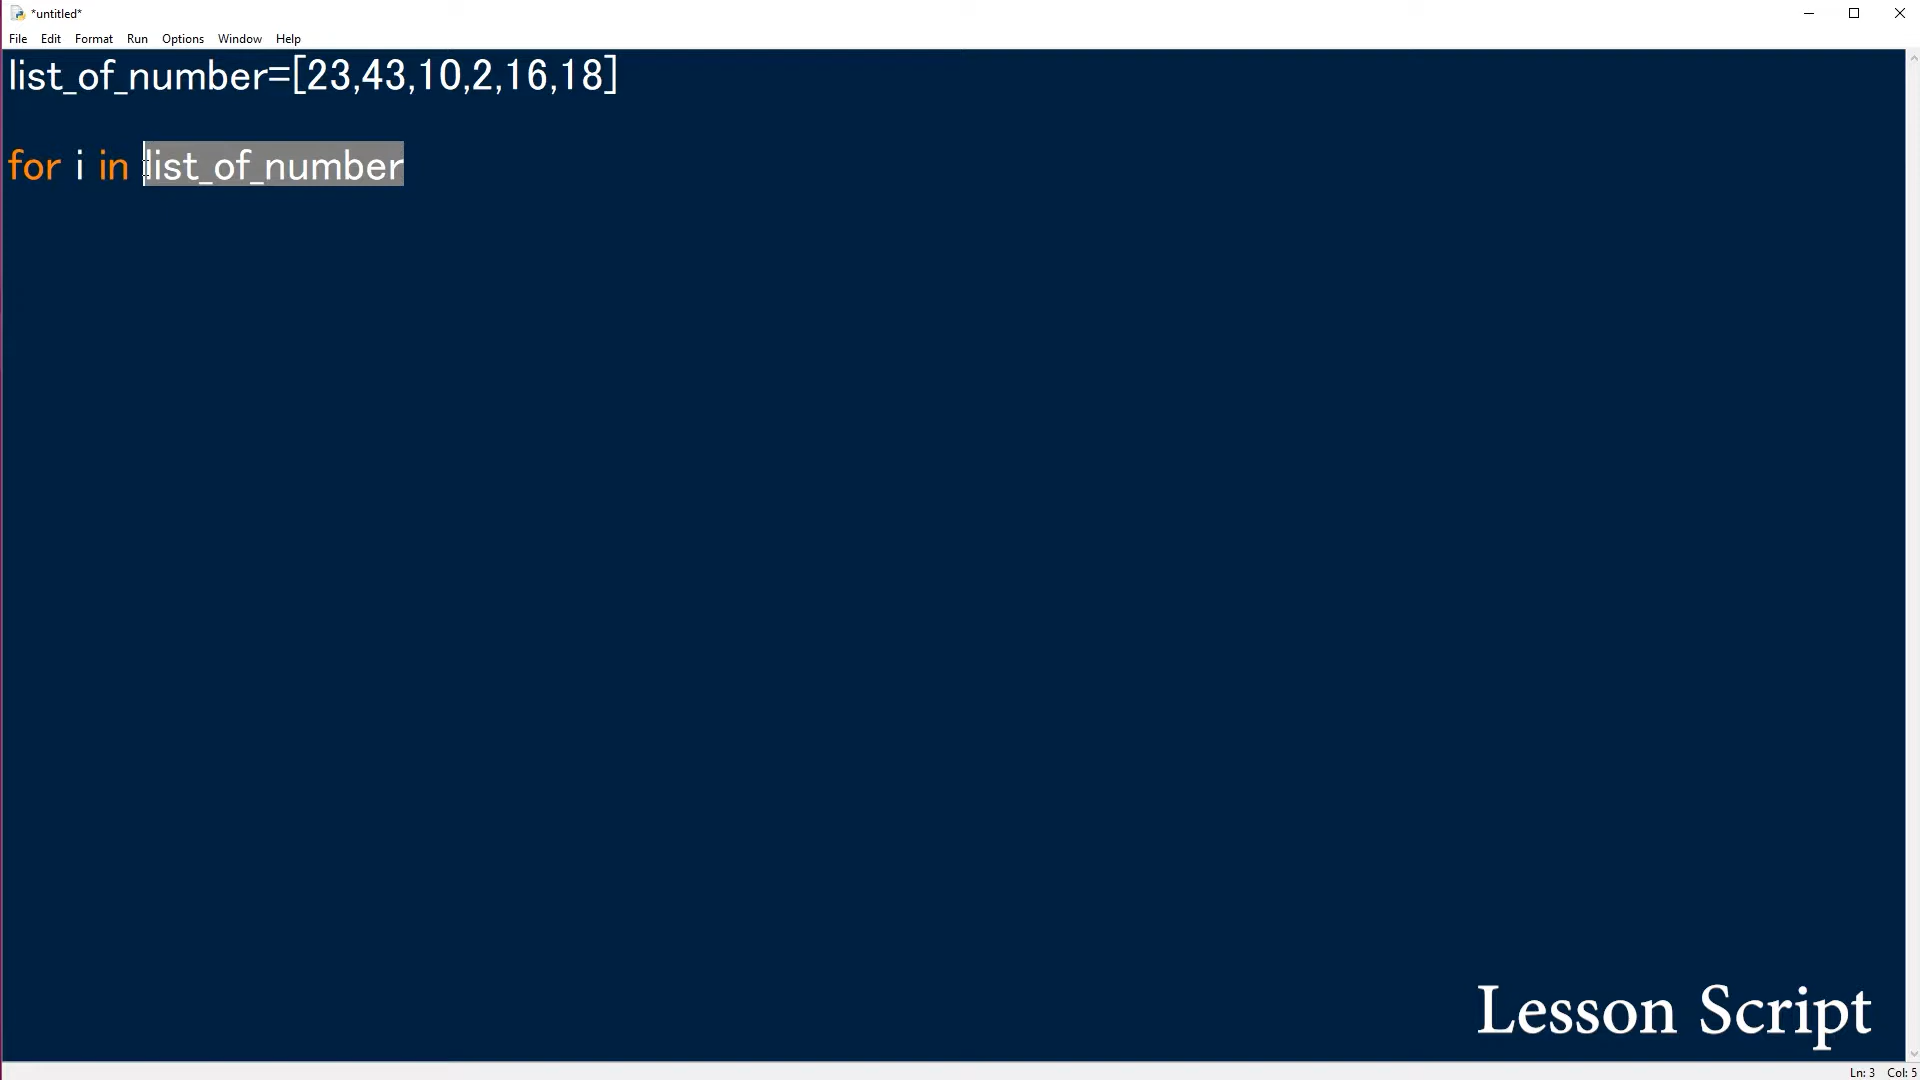 *untitled*
File Edit Format Run Options Window Help
list_of_number=[23,43,10,2,16,18]
for i in list_of_number
Lesson Script
Ln: 3 Col: 5